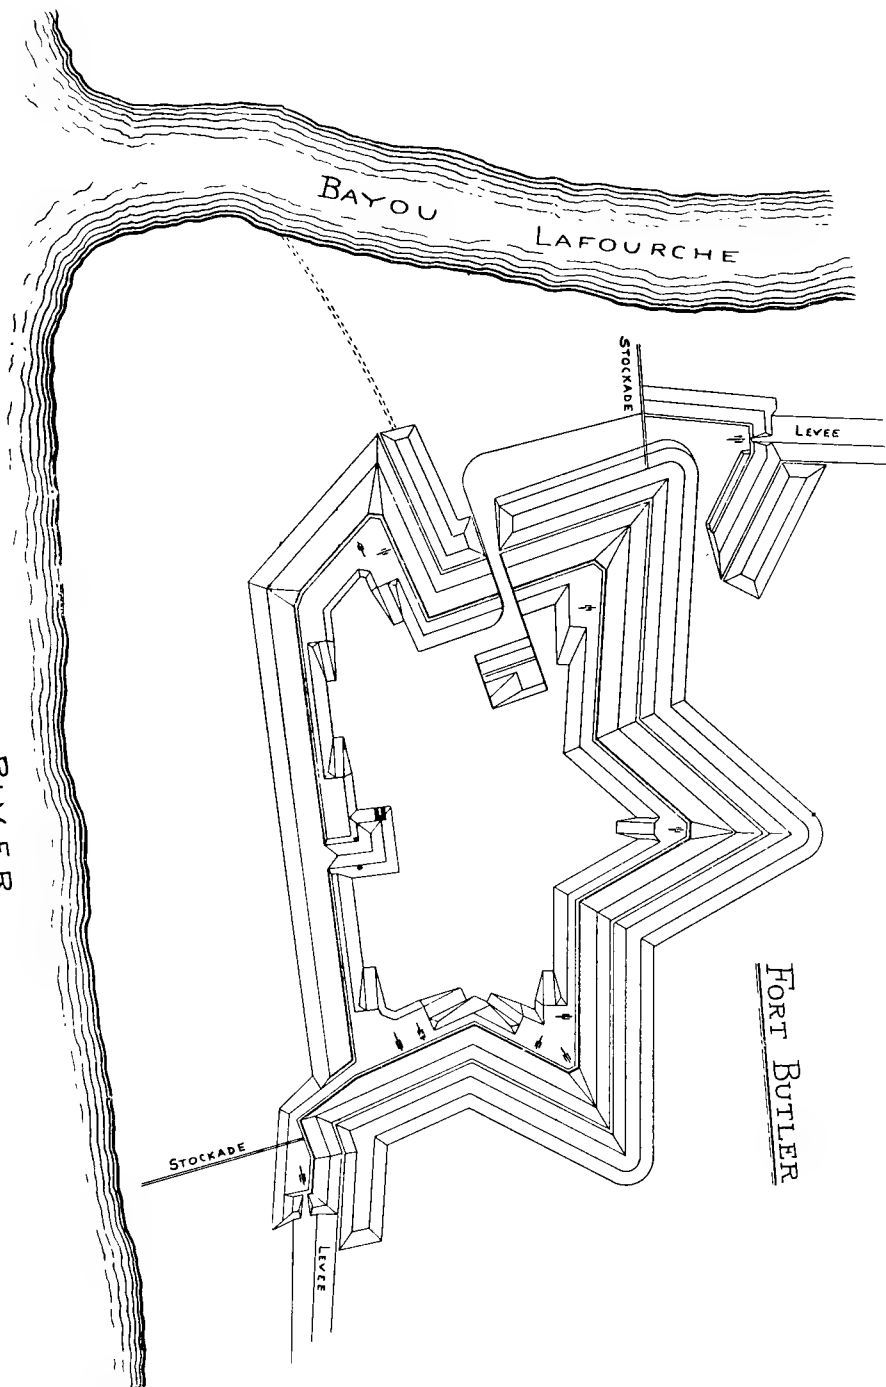 BAYOU LAFOURCHE
STOCKADE
LEVEE
FORT BUTLER
RIVER
STOCKADE
LEVEE